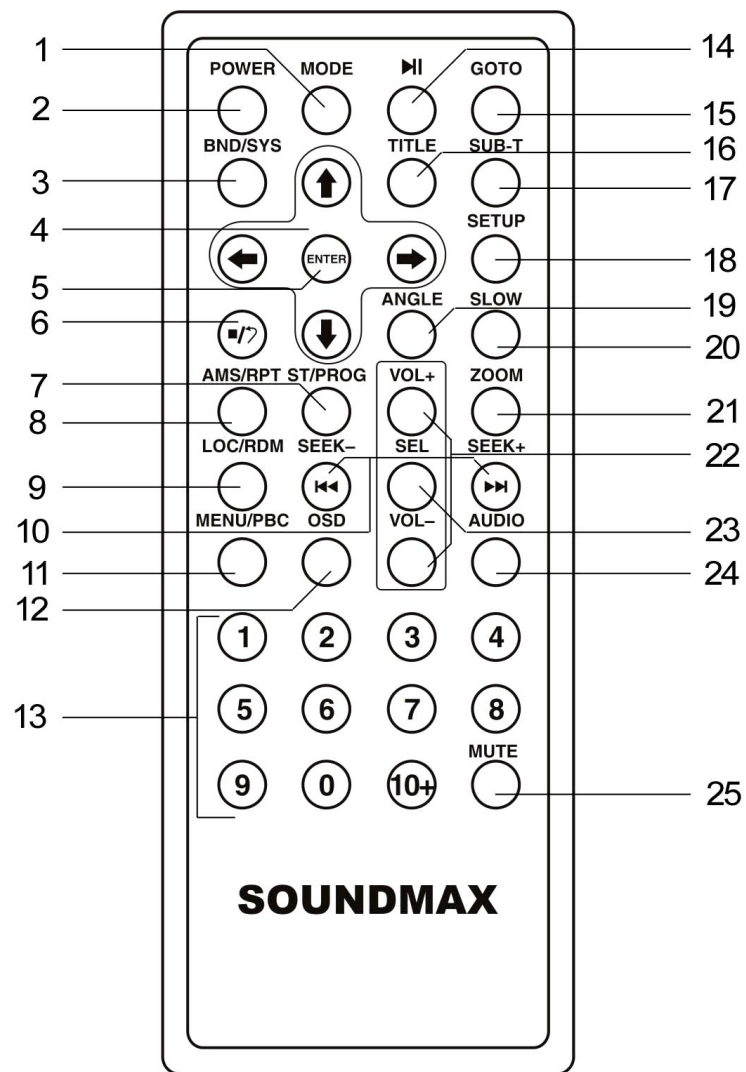 1 14
POWER MODE ▶II GOTO
2 15
BND/SYS TITLE SUB-T
16
3 17
4 SETUP
ENTER 18
5 ANGLE SLOW 19
6 ■/⮌ 20
AMS/RPT ST/PROG VOL+ ZOOM
7 21
8
LOC/RDM SEEK– SEL SEEK+
22
9 I◀◀ ▶▶I
10 23
MENU/PBC OSD VOL– AUDIO
11 24
12
1 2 3 4
13 5 6 7 8
MUTE
9 0 10+ 25
SOUNDMAX